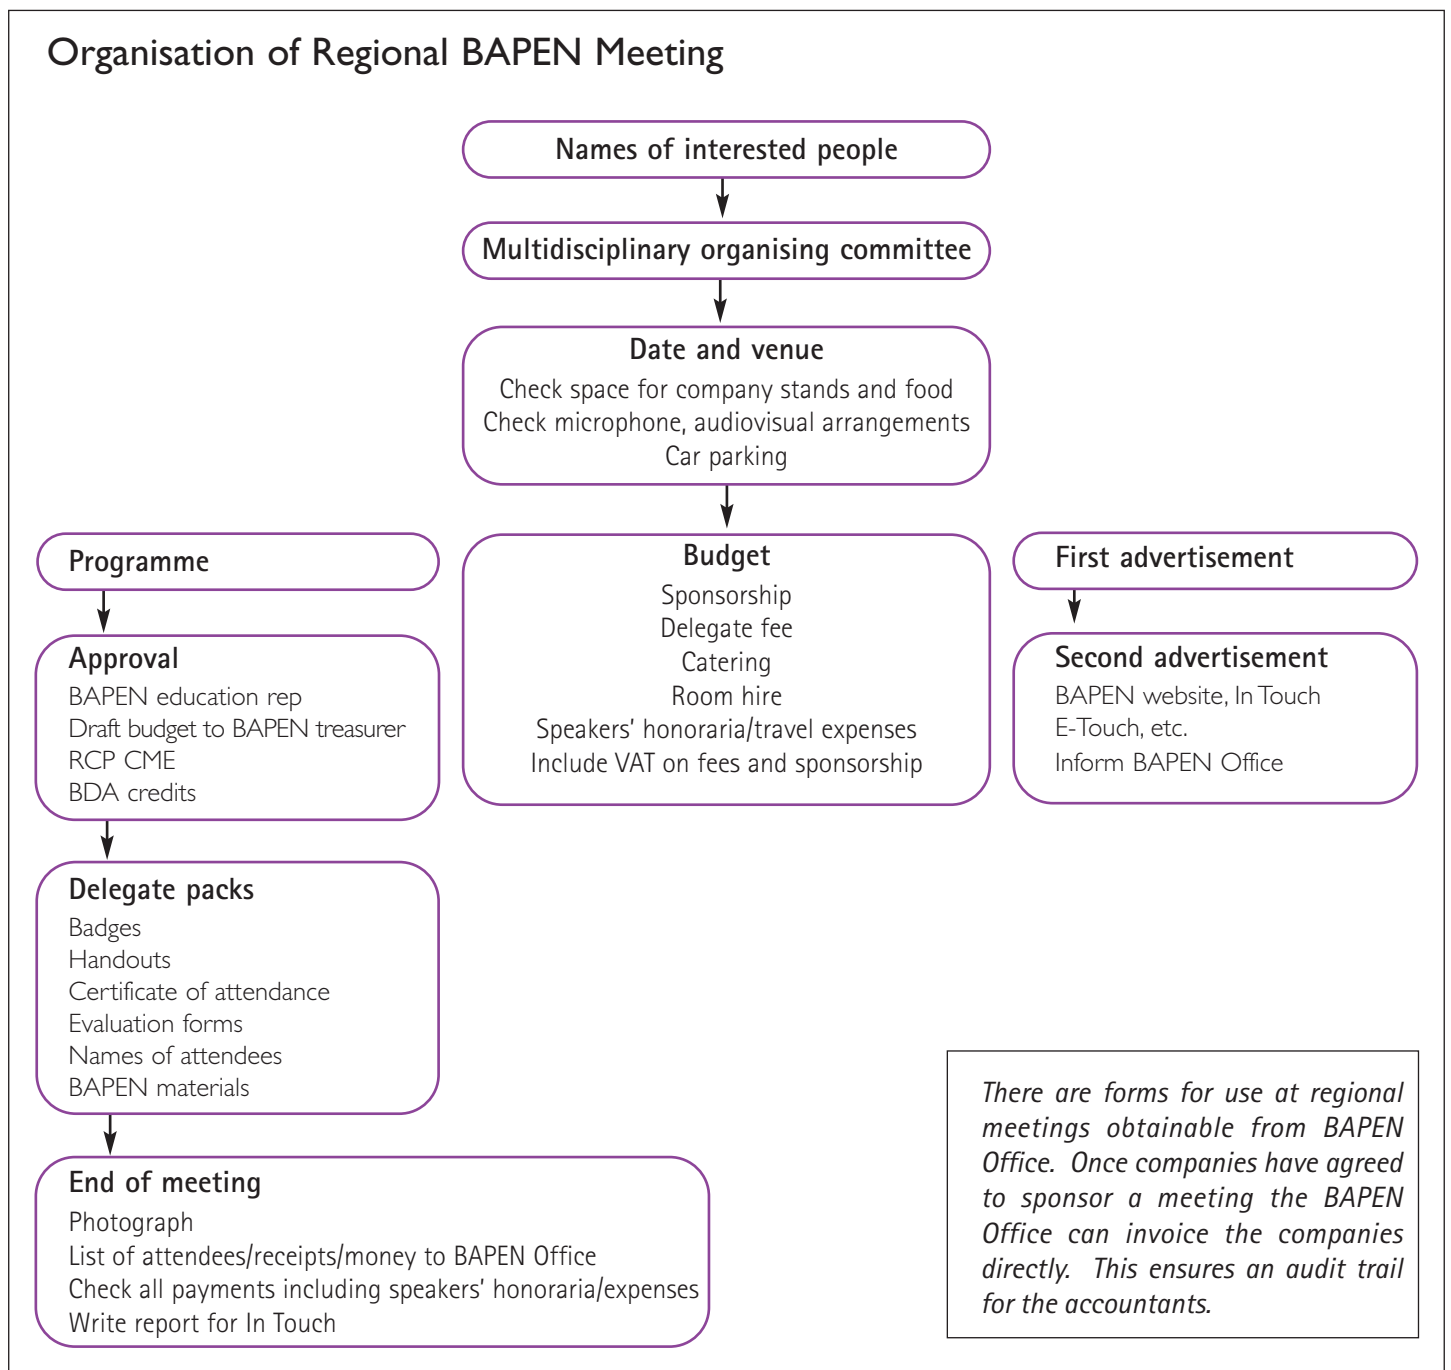 Organisation of Regional BAPEN Meeting
Names of interested people
Multidisciplinary organising committee
Date and venue
Check space for company stands and food
Check microphone, audiovisual arrangements
Car parking
Programme
Approval
BAPEN education rep
Draft budget to BAPEN treasurer
RCP CME
BDA credits
Delegate packs
Badges
Handouts
Certificate of attendance
Evaluation forms
Names of attendees
BAPEN materials
End of meeting
Photograph
List of attendees/receipts/money to BAPEN Office
Check all payments including speakers' honoraria/expenses
Write report for In Touch
Budget
Sponsorship
Delegate fee
Catering
Room hire
Speakers' honoraria/travel expenses
Include VAT on fees and sponsorship
First advertisement
Second advertisement
BAPEN website, In Touch
E-Touch, etc.
Inform BAPEN Office
There are forms for use at regional
meetings obtainable from BAPEN
Office. Once companies have agreed
to sponsor a meeting the BAPEN
Office can invoice the companies
directly. This ensures an audit trail
for the accountants.